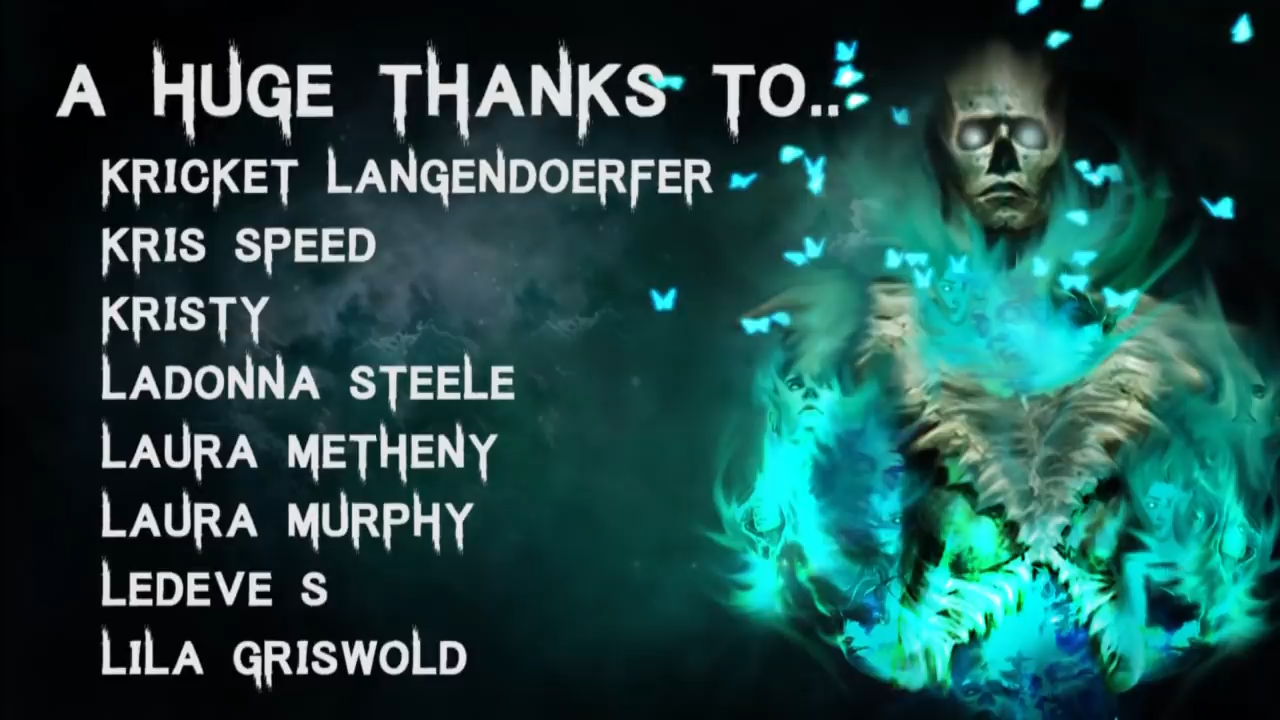 A HUGE THANKS TO..
KRICKET LANGENDOERFER
KRIS SPEED
KRISTY
LADONNA STEELE
LAURA METHENY
LAURA MURPHY
LEDEVE S
LILA GRISWOLD